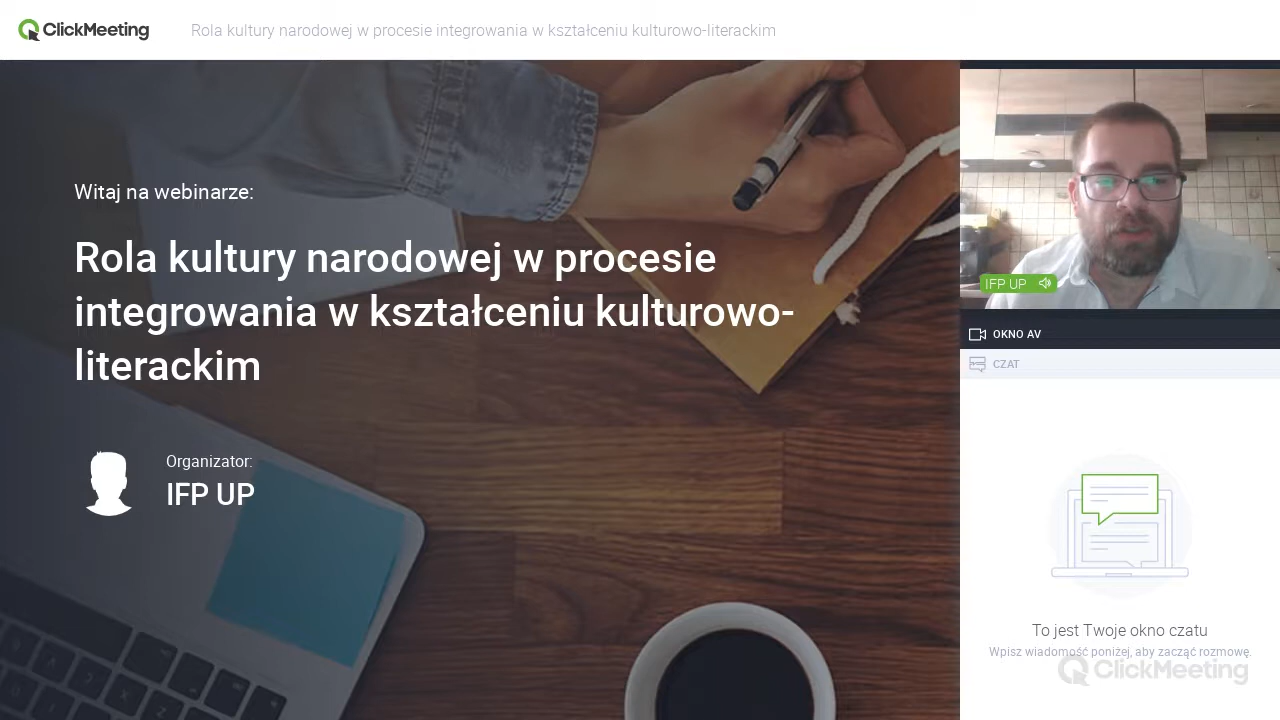 ClickMeeting
Rola kultury narodowej w procesie integrowania w kształceniu kulturowo-literackim
Witaj na webinarze:
Rola kultury narodowej w procesie
integrowania w kształceniu kulturowo-
literackim
Organizator:
IFP UP
IFP UP
OKNO AV
CZAT
To jest Twoje okno czatu
Wpisz wiadomość poniżej, aby zacząć rozmowę.
ClickMeeting